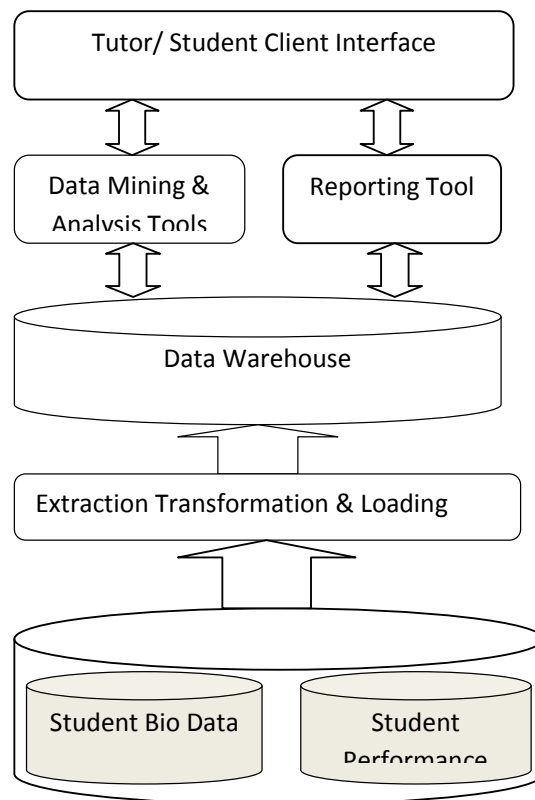 Tutor/ Student Client Interface
Data Mining &
Analysis Tools
Reporting Tool
Data Warehouse
Extraction Transformation & Loading
Student Bio Data
Student
Performance